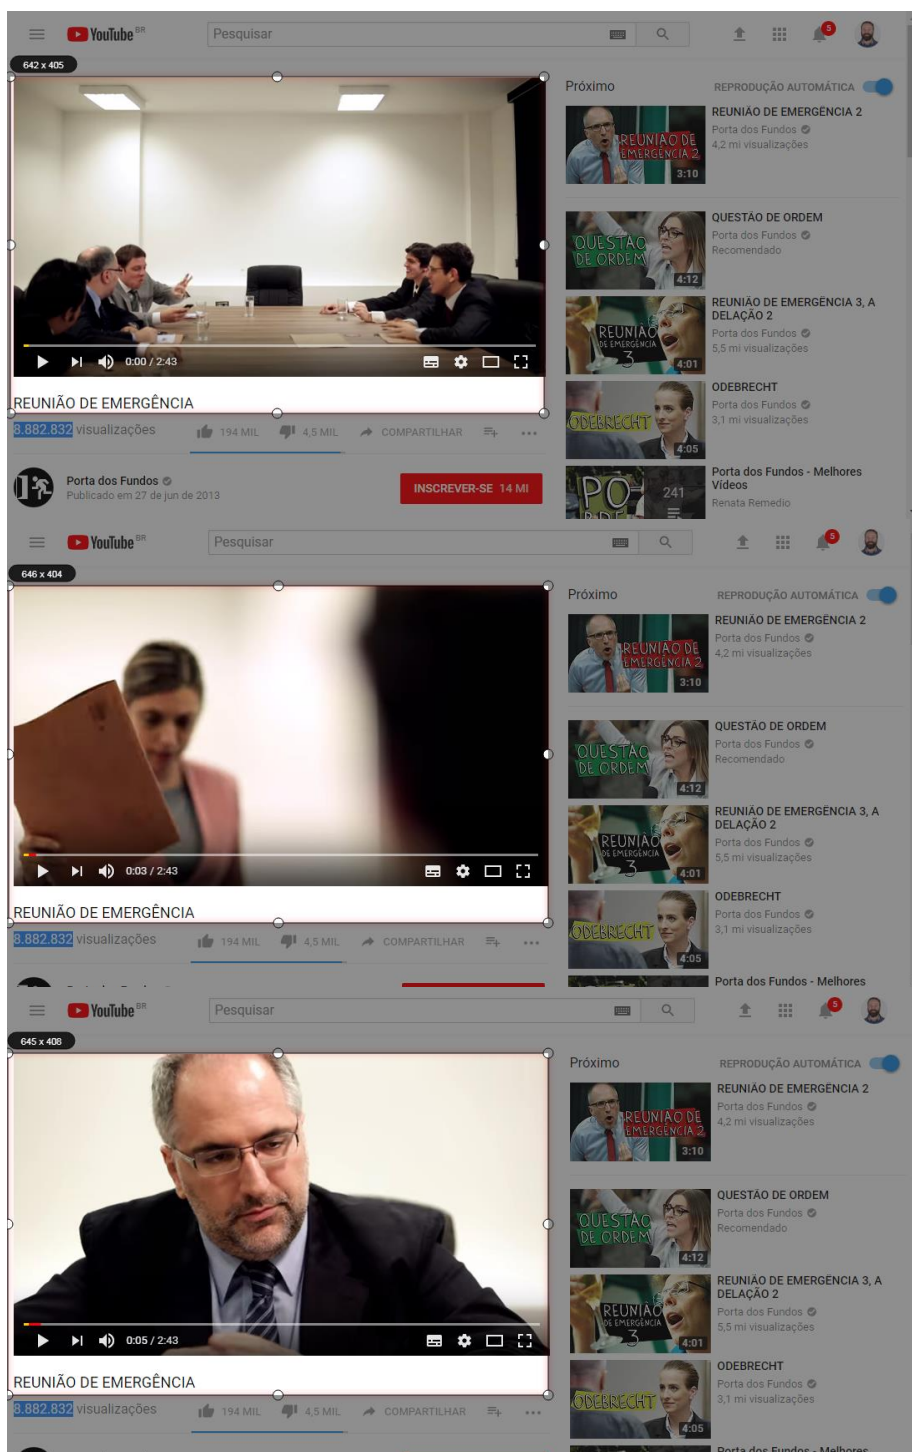 YouTube BR
Pesquisar
5
642 x 405
0:00 / 2:43
REUNIÃO DE EMERGÊNCIA
8.882.832 visualizações
194 MIL
4,5 MIL
COMPARTILHAR
Porta dos Fundos
Publicado em 27 de jun de 2013
INSCREVER-SE 14 MI
Próximo
REPRODUÇÃO AUTOMÁTICA
REUNIÃO DE
EMERGÊNCIA 2
3:10
REUNIÃO DE EMERGÊNCIA 2
Porta dos Fundos
4,2 mi visualizações
QUESTÃO
DE ORDEM
4:12
QUESTÃO DE ORDEM
Porta dos Fundos
Recomendado
REUNIÃO
DE EMERGÊNCIA
3
4:01
REUNIÃO DE EMERGÊNCIA 3, A
DELAÇÃO 2
Porta dos Fundos
5,5 mi visualizações
ODEBRECHT
4:05
ODEBRECHT
Porta dos Fundos
3,1 mi visualizações
241
Porta dos Fundos - Melhores
Vídeos
Renata Remedio
YouTube BR
Pesquisar
5
646 x 404
0:03 / 2:43
REUNIÃO DE EMERGÊNCIA
8.882.832 visualizações
194 MIL
4,5 MIL
COMPARTILHAR
Próximo
REPRODUÇÃO AUTOMÁTICA
REUNIÃO DE
EMERGÊNCIA 2
3:10
REUNIÃO DE EMERGÊNCIA 2
Porta dos Fundos
4,2 mi visualizações
QUESTÃO
DE ORDEM
4:12
QUESTÃO DE ORDEM
Porta dos Fundos
Recomendado
REUNIÃO
DE EMERGÊNCIA
3
4:01
REUNIÃO DE EMERGÊNCIA 3, A
DELAÇÃO 2
Porta dos Fundos
5,5 mi visualizações
ODEBRECHT
4:05
ODEBRECHT
Porta dos Fundos
3,1 mi visualizações
Porta dos Fundos - Melhores
YouTube BR
Pesquisar
5
645 x 408
0:05 / 2:43
REUNIÃO DE EMERGÊNCIA
8.882.832 visualizações
194 MIL
4,5 MIL
COMPARTILHAR
Próximo
REPRODUÇÃO AUTOMÁTICA
REUNIÃO DE
EMERGÊNCIA 2
3:10
REUNIÃO DE EMERGÊNCIA 2
Porta dos Fundos
4,2 mi visualizações
QUESTÃO
DE ORDEM
4:12
QUESTÃO DE ORDEM
Porta dos Fundos
Recomendado
REUNIÃO
DE EMERGÊNCIA
3
4:01
REUNIÃO DE EMERGÊNCIA 3, A
DELAÇÃO 2
Porta dos Fundos
5,5 mi visualizações
ODEBRECHT
4:05
ODEBRECHT
Porta dos Fundos
3,1 mi visualizações
Porta dos Fundos - Melhores